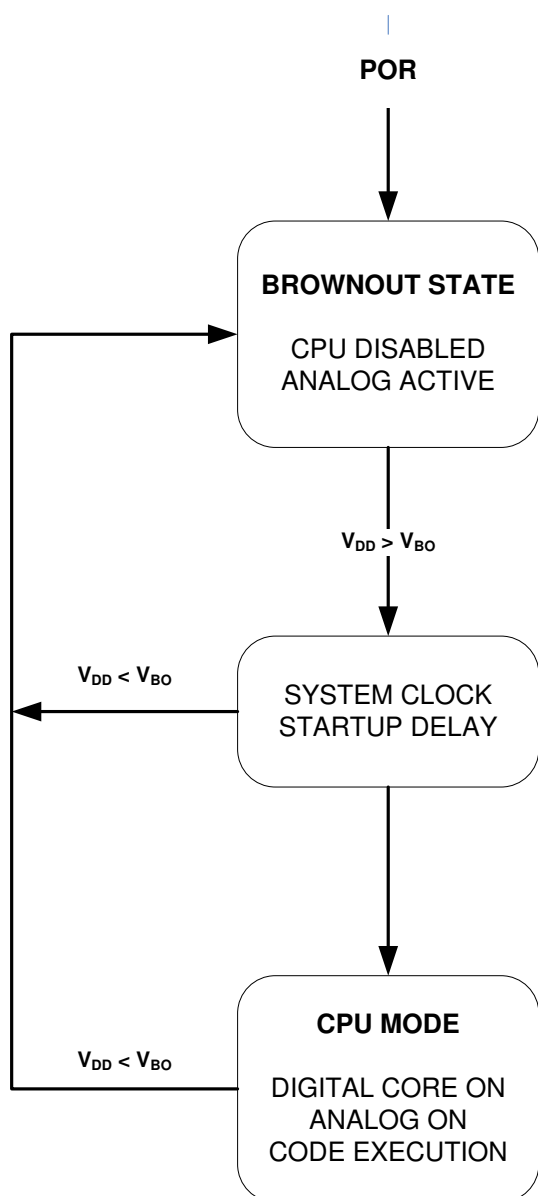 POR
BROWNOUT STATE
CPU DISABLED
ANALOG ACTIVE
VDD > VBO
VDD < VBO
SYSTEM CLOCK
STARTUP DELAY
CPU MODE
VDD < VBO
DIGITAL CORE ON
ANALOG ON
CODE EXECUTION